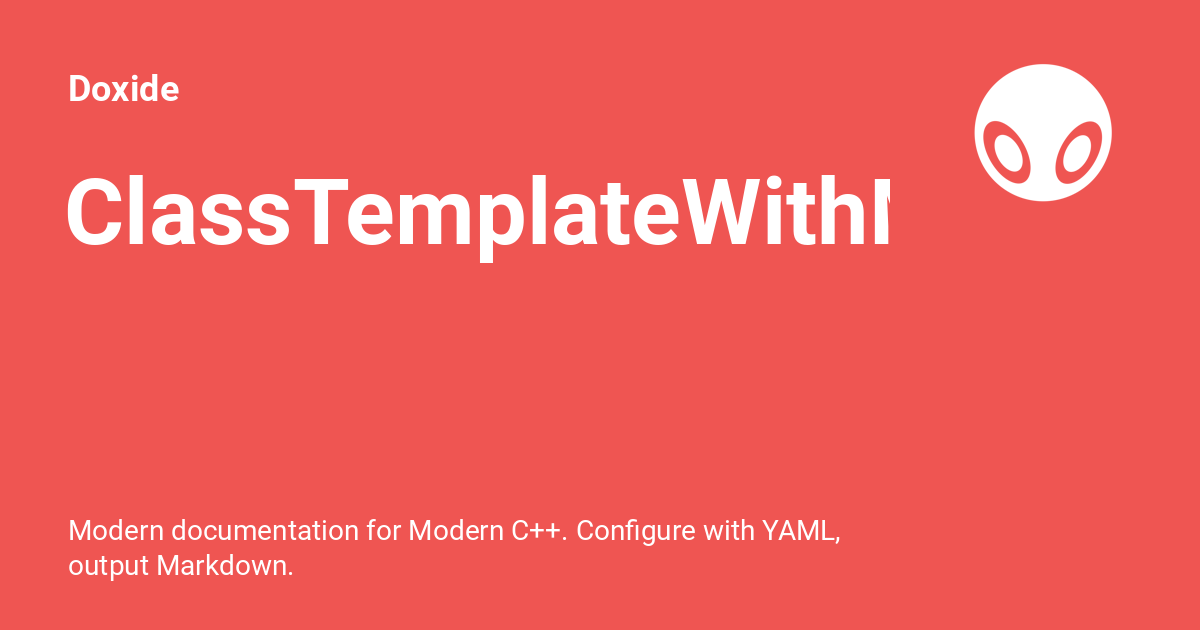 Doxide
ClassTemplateWith
Modern documentation for Modern C++. Configure with YAML,
output Markdown.